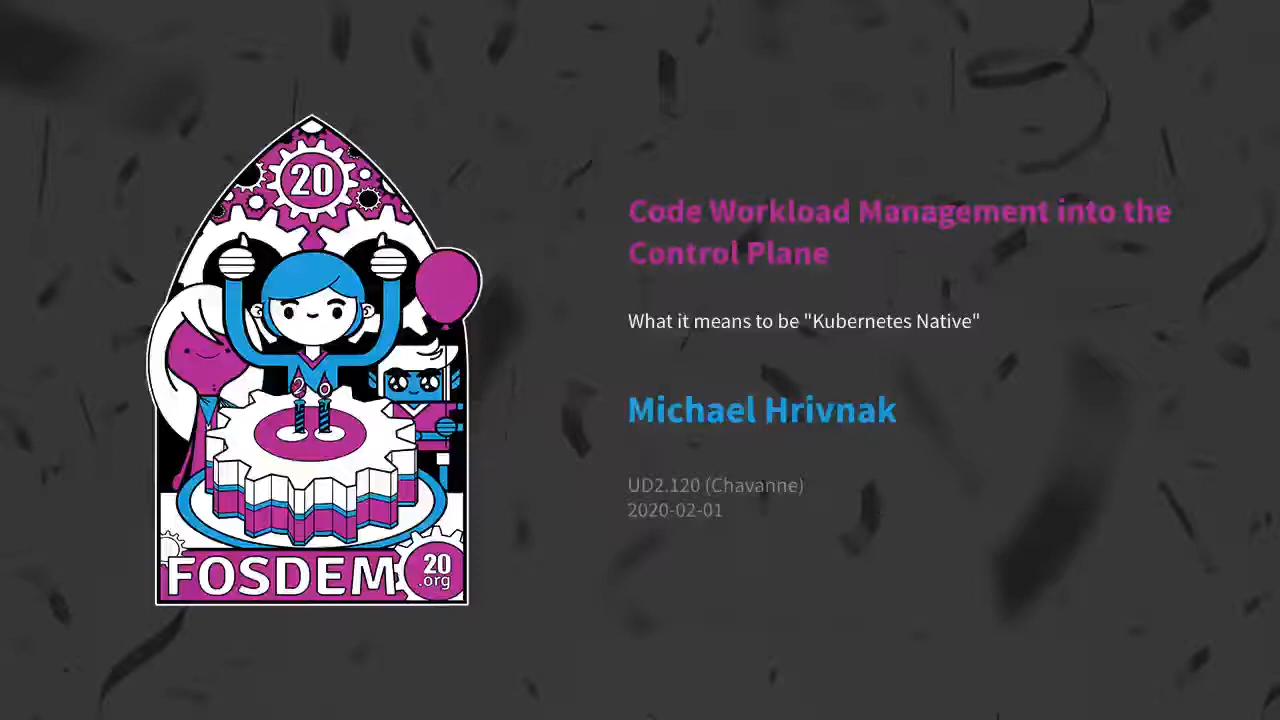 20
20
FOSDEM
20
.org
Code Workload Management into the
Control Plane
What it means to be "Kubernetes Native"
Michael Hrivnak
UD2.120 (Chavanne)
2020-02-01